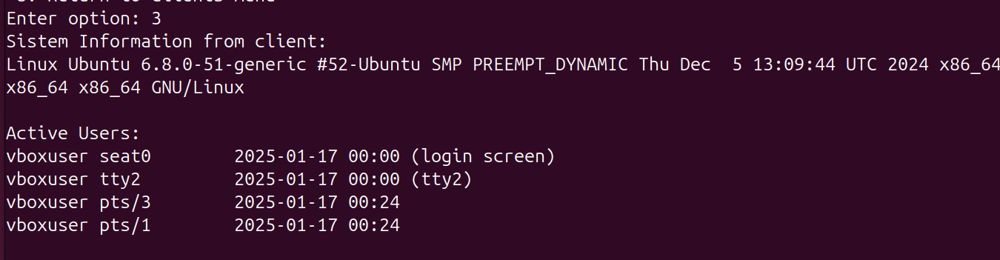 Enter option: 3
Sistem Information from client:
Linux Ubuntu 6.8.0-51-generic #52-Ubuntu SMP PREEMPT_DYNAMIC Thu Dec  5 13:09:44 UTC 2024 x86_64
x86_64 x86_64 GNU/Linux
Active Users:
vboxuser seat0        2025-01-17 00:00 (login screen)
vboxuser tty2         2025-01-17 00:00 (tty2)
vboxuser pts/3        2025-01-17 00:24
vboxuser pts/1        2025-01-17 00:24